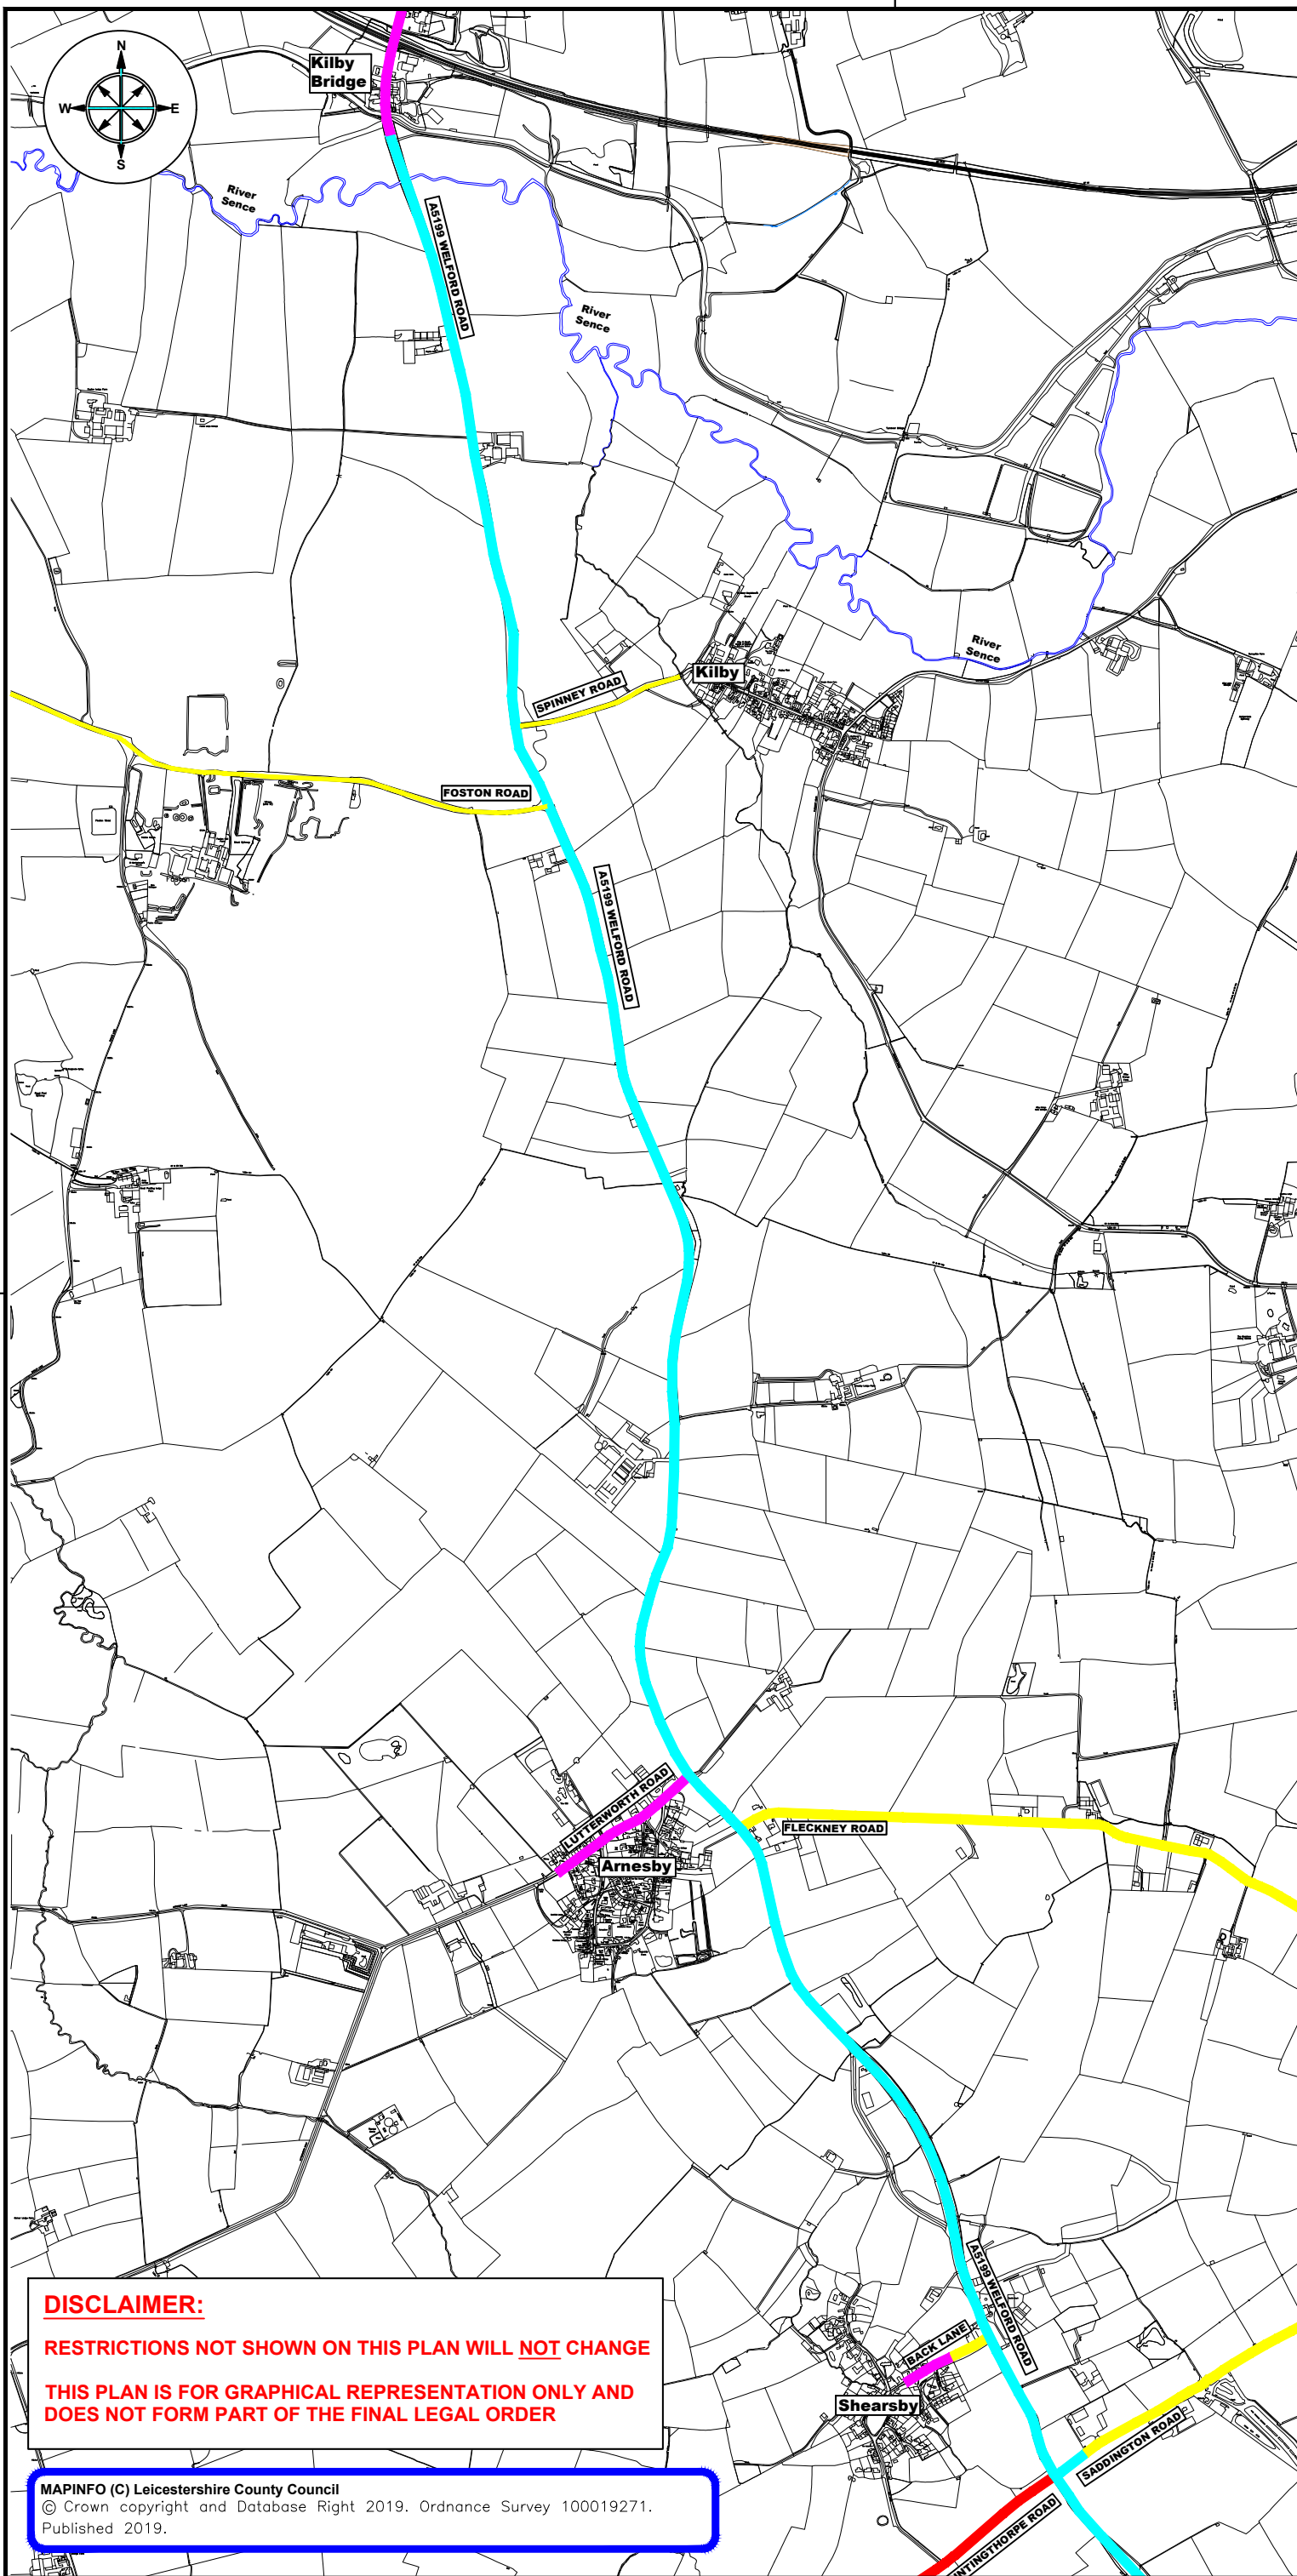 N
W
E
S
Kilby
Bridge
River
Sence
A5199 WELFORD ROAD
River
Sence
River
Sence
Kilby
SPINNEY ROAD
FOSTON ROAD
A5199 WELFORD ROAD
LUTTERWORTH ROAD
Arnesby
FLECKNEY ROAD
A5199 WELFORD ROAD
BACK LANE
Shearsby
SADDINGTON ROAD
NTINGTHORPE ROAD
DISCLAIMER:
RESTRICTIONS NOT SHOWN ON THIS PLAN WILL NOT CHANGE
THIS PLAN IS FOR GRAPHICAL REPRESENTATION ONLY AND
DOES NOT FORM PART OF THE FINAL LEGAL ORDER
MAPINFO (C) Leicestershire County Council
© Crown copyright and Database Right 2019. Ordnance Survey 100019271.
Published 2019.